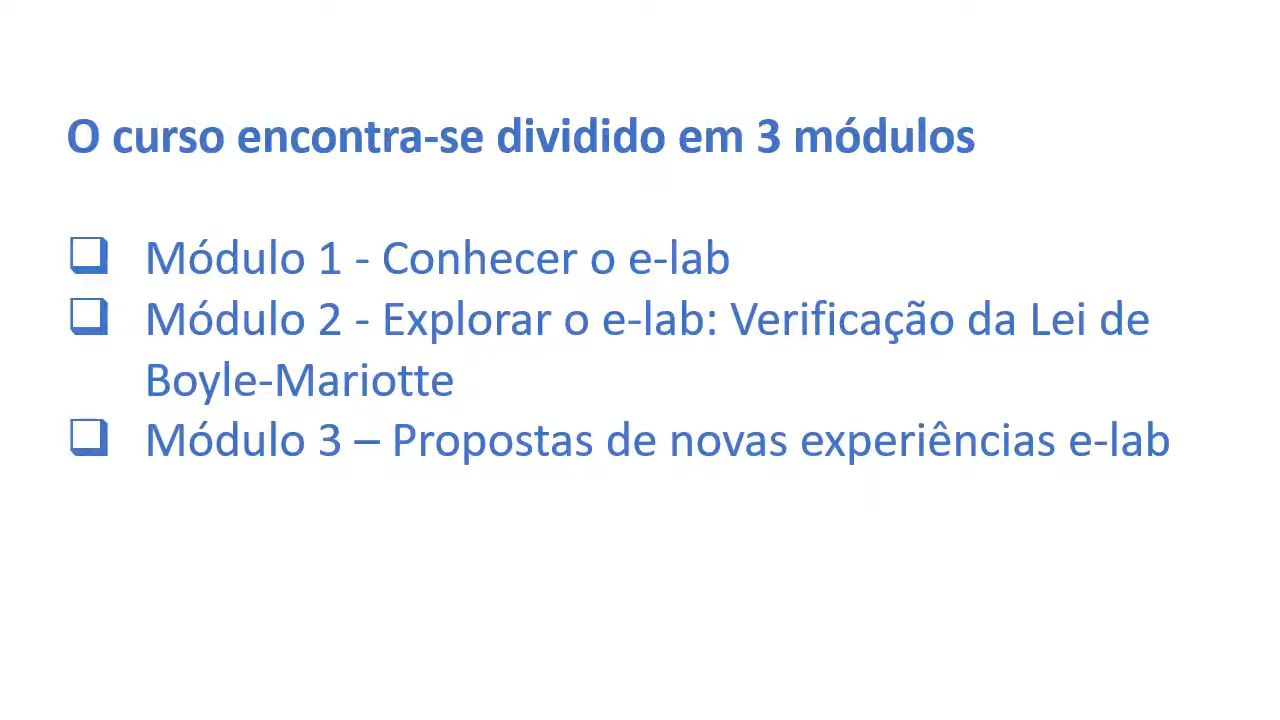 O curso encontra-se dividido em 3 módulos
Módulo 1 - Conhecer o e-lab
Módulo 2 - Explorar o e-lab: Verificação da Lei de
Boyle-Mariotte
Módulo 3 – Propostas de novas experiências e-lab